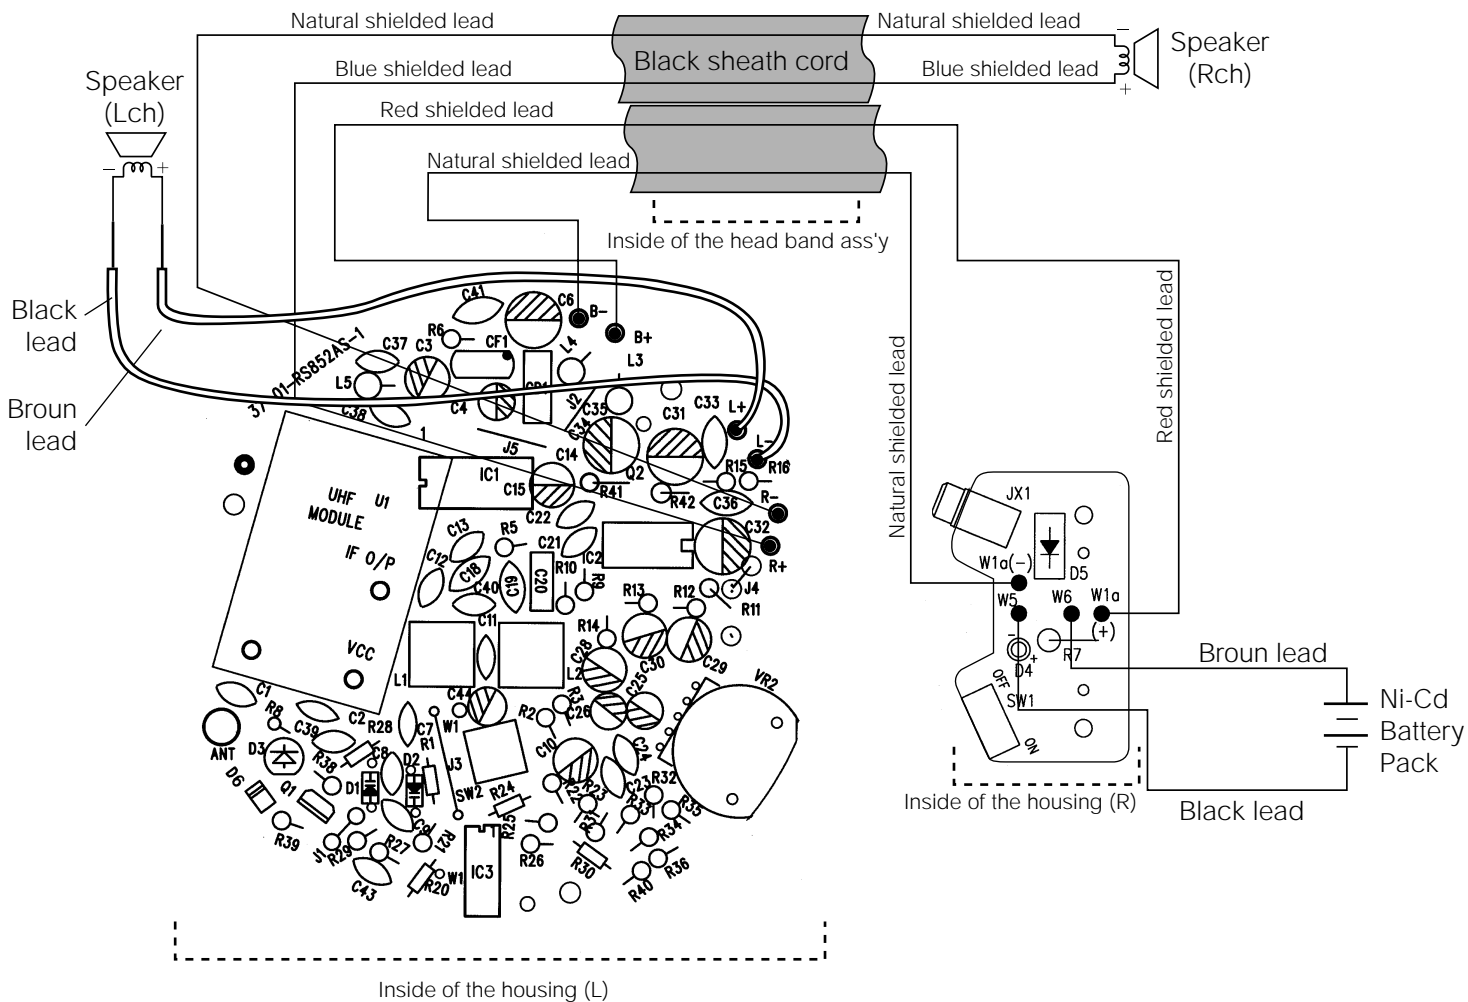 Natural shielded lead
Natural shielded lead
Black sheath cord
Speaker
(Rch)
Blue shielded lead
Blue shielded lead
Speaker
(Lch)
Red shielded lead
Natural shielded lead
Inside of the head band ass'y
Black
lead
Broun
lead
Natural shielded lead
Red shielded lead
C41
C6
B-
B+
R6
C37
C3
CF1
L4
L3
L5
C38
C4
J2
C35
C34
C31
C33
L+
L-
1
J5
C14
IC1
C15
Q2
R41
R42
R15
R16
C36
R-
C32
R+
UHF U1
MODULE
IF O/P
VCC
C22
C13
R5
C21
IC2
C12
C18
C19
C20
R10
R9
C40
C11
R13
R12
J4
R11
R14
C28
C30
C29
L1
L2
VR2
C44
C25
C26
R3
R2
C1
R8
C39
C2
R28
C7
W1
ANT
D3
R38
C8
R1
D2
J3
C10
C24
D6
Q1
D1
SW2
R24
R22
R23
C23
R32
R39
J1
R29
R27
C9
R21
R25
R26
R33
R35
R34
R30
R36
R40
C43
R20
W1
IC3
JX1
W1a(-)
D5
W5
W6
W1a
(+)
-
+
D4
R7
OFF
SW1
ON
Broun lead
Ni-Cd
Battery
Pack
Black lead
Inside of the housing (R)
Inside of the housing (L)